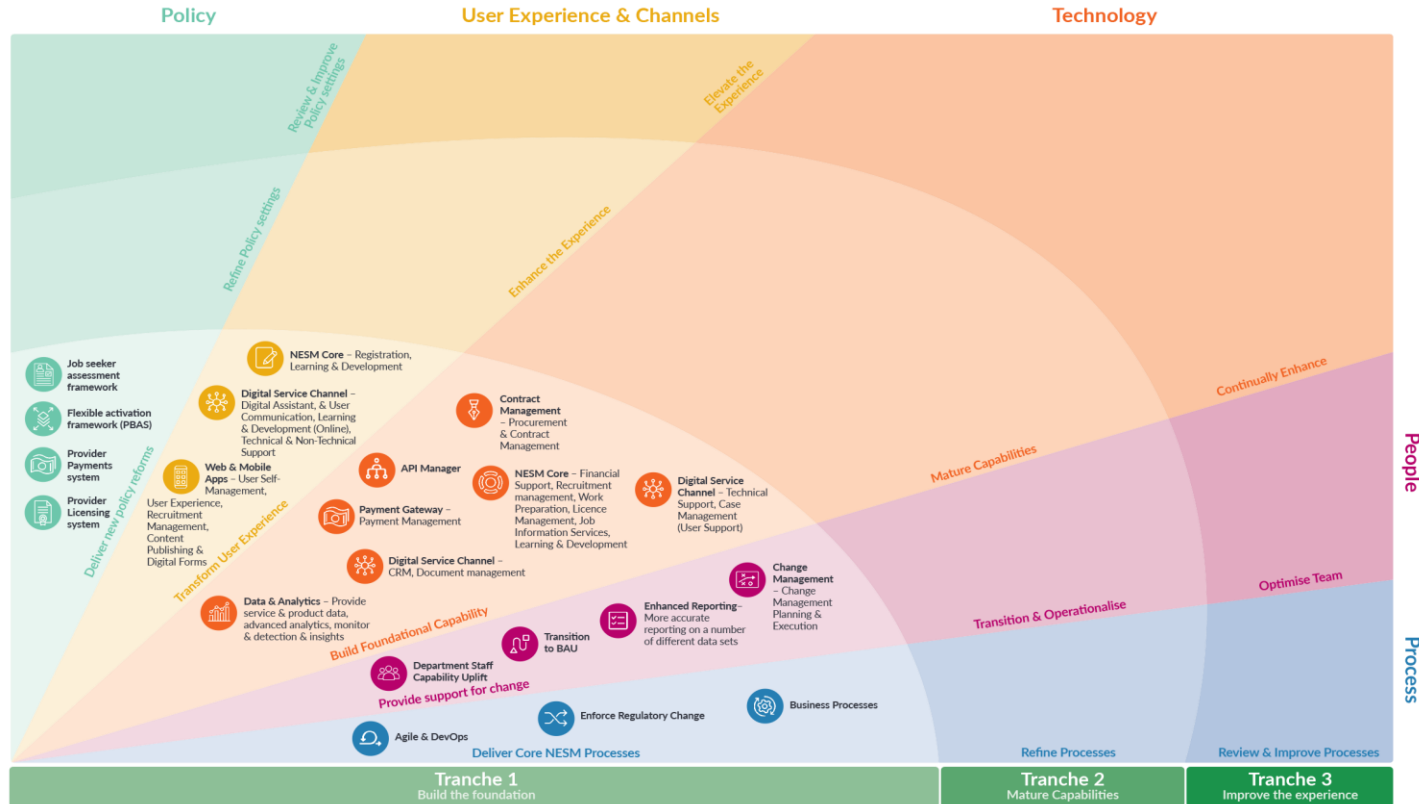 Policy
User Experience & Channels
Technology
Review & Improve
Policy settings
Elevate the
Experience
Refine Policy settings
Enhance the Experience
Continually Enhance
Mature Capabilities
People
Process
Job seeker
assessment
framework
Flexible activation
framework (PBAS)
Provider
Payments
system
Provider
Licensing
system
Deliver new policy reforms
NESM Core – Registration,
Learning & Development
Digital Service Channel –
Digital Assistant, & User
Communication, Learning
& Development (Online),
Technical & Non-Technical
Support
Web & Mobile
Apps – User Self-
Management,
User Experience,
Recruitment
Management,
Content
Publishing &
Digital Forms
Transform User Experience
Contract
Management
– Procurement
& Contract
Management
API Manager
NESM Core – Financial
Support, Recruitment
management, Work
Preparation, Licence
Management, Job
Information Services,
Learning & Development
Digital Service
Channel – Technical
Support, Case
Management
(User Support)
Payment Gateway –
Payment Management
Digital Service Channel –
CRM, Document management
Data & Analytics – Provide
service & product data,
advanced analytics, monitor
& detection & insights
Build Foundational Capability
Change
Management
– Change
Management
Planning &
Execution
Enhanced Reporting–
More accurate
reporting on a number
of different data sets
Transition
to BAU
Department Staff
Capability Uplift
Provide support for change
Transition & Operationalise
Optimise Team
Business Processes
Enforce Regulatory Change
Agile & DevOps
Deliver Core NESM Processes
Refine Processes
Review & Improve Processes
Tranche 1
Build the foundation
Tranche 2
Mature Capabilities
Tranche 3
Improve the experience